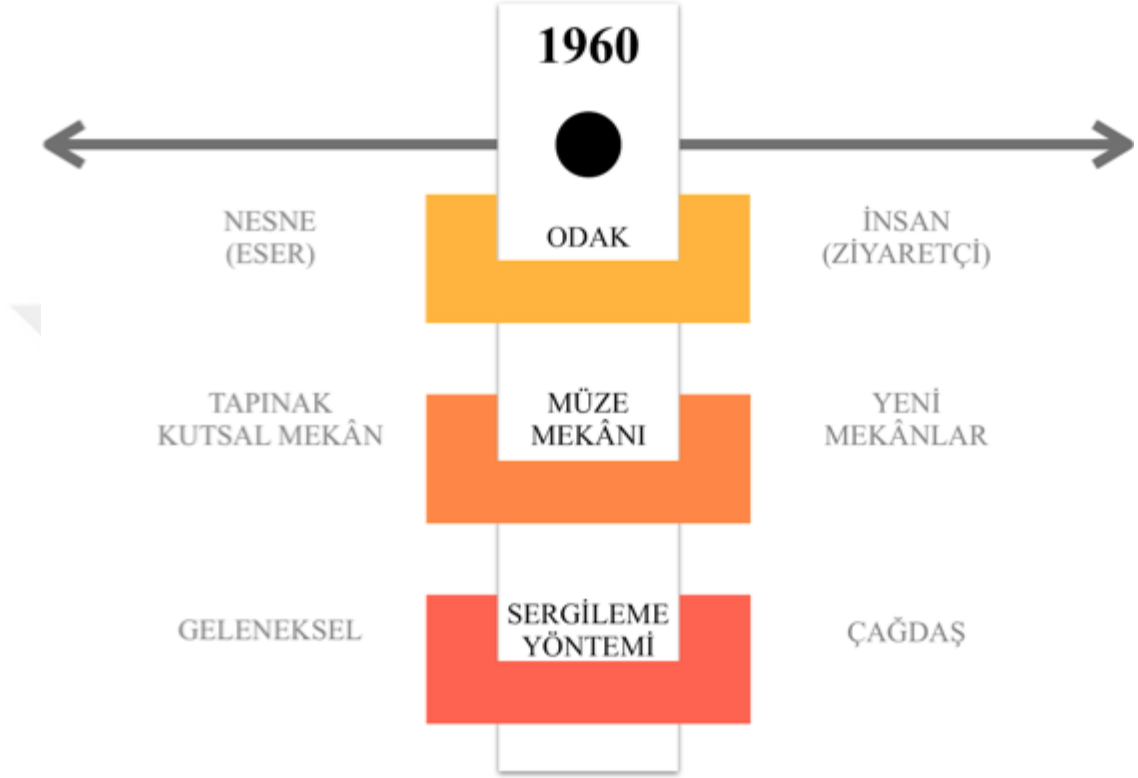 1960
NESNE
(ESER)
ODAK
İNSAN
(ZİYARETÇİ)
TAPINAK
KUTSAL MEKÂN
MÜZE
MEKÂNI
YENİ
MEKÂNLAR
GELENEKSEL
SERGİLEME
YÖNTEMİ
ÇAĞDAŞ